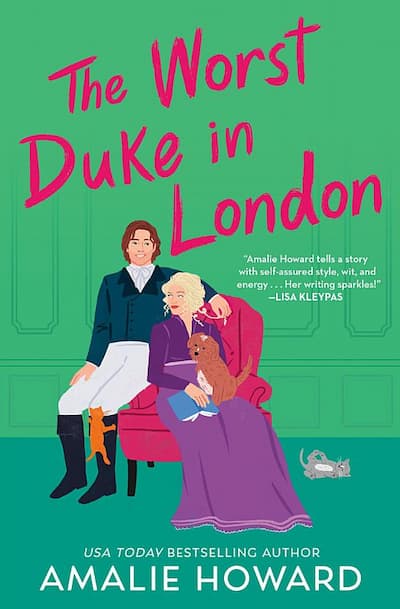 The Worst
Duke in
London
"Amalie Howard tells a story
with self-assured style, wit, and
energy . . . Her writing sparkles!"
—LISA KLEYPAS
USA TODAY BESTSELLING AUTHOR
AMALIE HOWARD